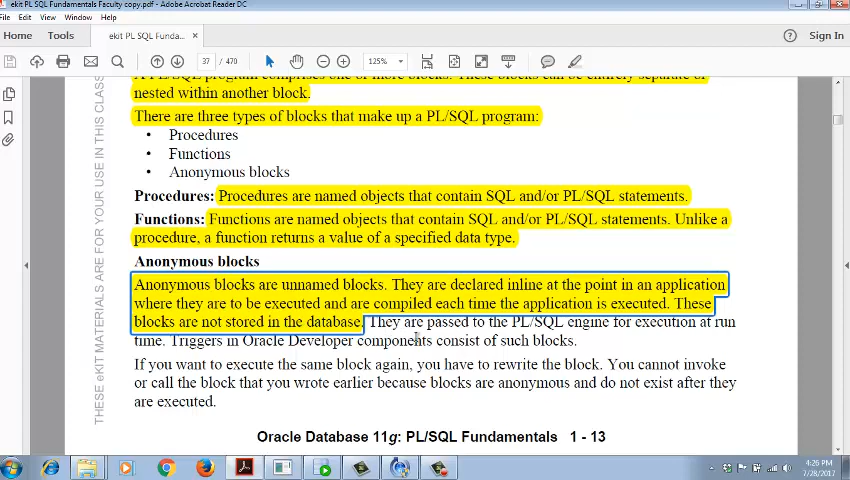 ekit PL SQL Fundamentals Faculty copy.pdf - Adobe Acrobat Reader DC
File Edit View Window Help
Home Tools ekit PL SQL Funda... × Sign In
37 / 470 125%
A PL/SQL program comprises one or more blocks. These blocks can be entirely separate or
nested within another block.
There are three types of blocks that make up a PL/SQL program:
• Procedures
• Functions
• Anonymous blocks
Procedures: Procedures are named objects that contain SQL and/or PL/SQL statements.
Functions: Functions are named objects that contain SQL and/or PL/SQL statements. Unlike a
procedure, a function returns a value of a specified data type.
Anonymous blocks
Anonymous blocks are unnamed blocks. They are declared inline at the point in an application
where they are to be executed and are compiled each time the application is executed. These
blocks are not stored in the database. They are passed to the PL/SQL engine for execution at run
time. Triggers in Oracle Developer components consist of such blocks.
If you want to execute the same block again, you have to rewrite the block. You cannot invoke
or call the block that you wrote earlier because blocks are anonymous and do not exist after they
are executed.
Oracle Database 11g: PL/SQL Fundamentals 1 - 13
THESE eKIT MATERIALS ARE FOR YOUR USE IN THIS CLASS
4:26 PM
7/28/2017